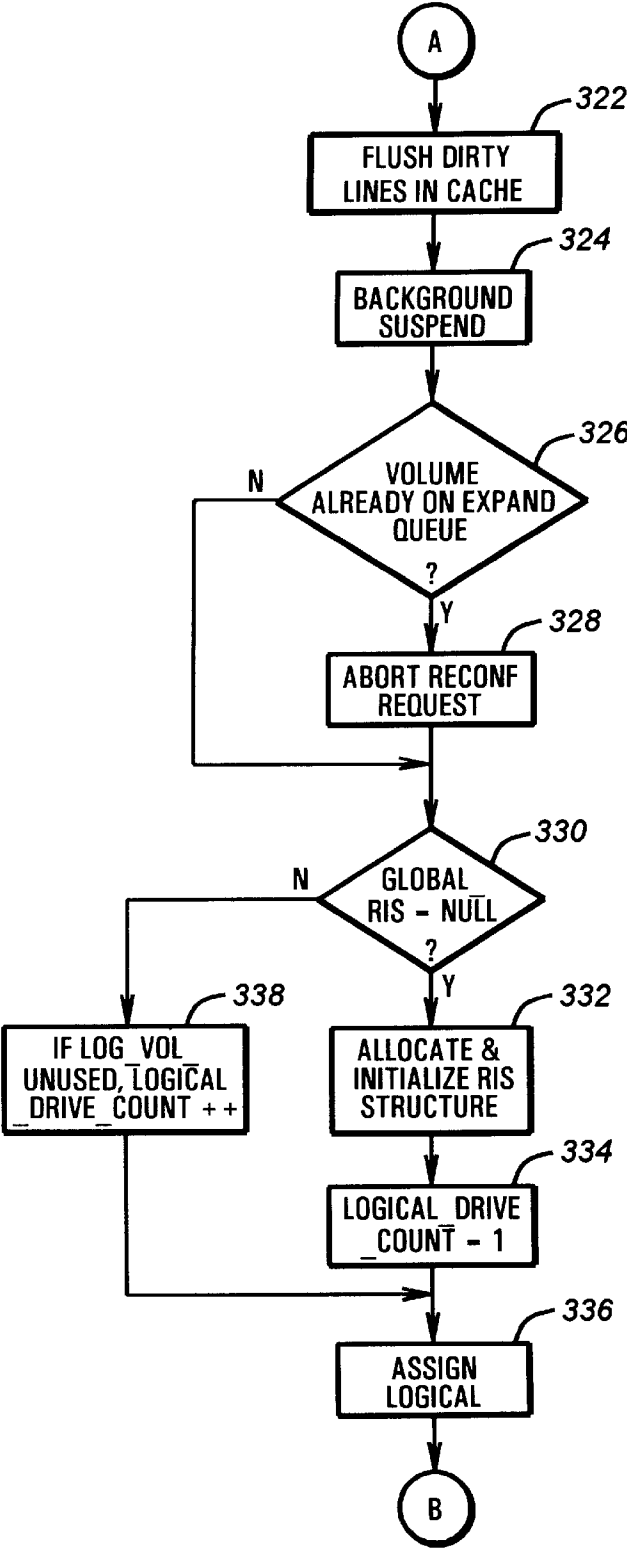 A
322
FLUSH DIRTY
LINES IN CACHE
324
BACKGROUND
SUSPEND
326
VOLUME
ALREADY ON EXPAND
QUEUE
?
N
Y
328
ABORT RECONF
REQUEST
330
GLOBAL_
RIS = NULL
?
N
Y
338
IF LOG_VOL_
UNUSED, LOGICAL
_DRIVE_COUNT ++
332
ALLOCATE &
INITIALIZE RIS
STRUCTURE
334
LOGICAL_DRIVE
_COUNT = 1
336
ASSIGN
LOGICAL
B